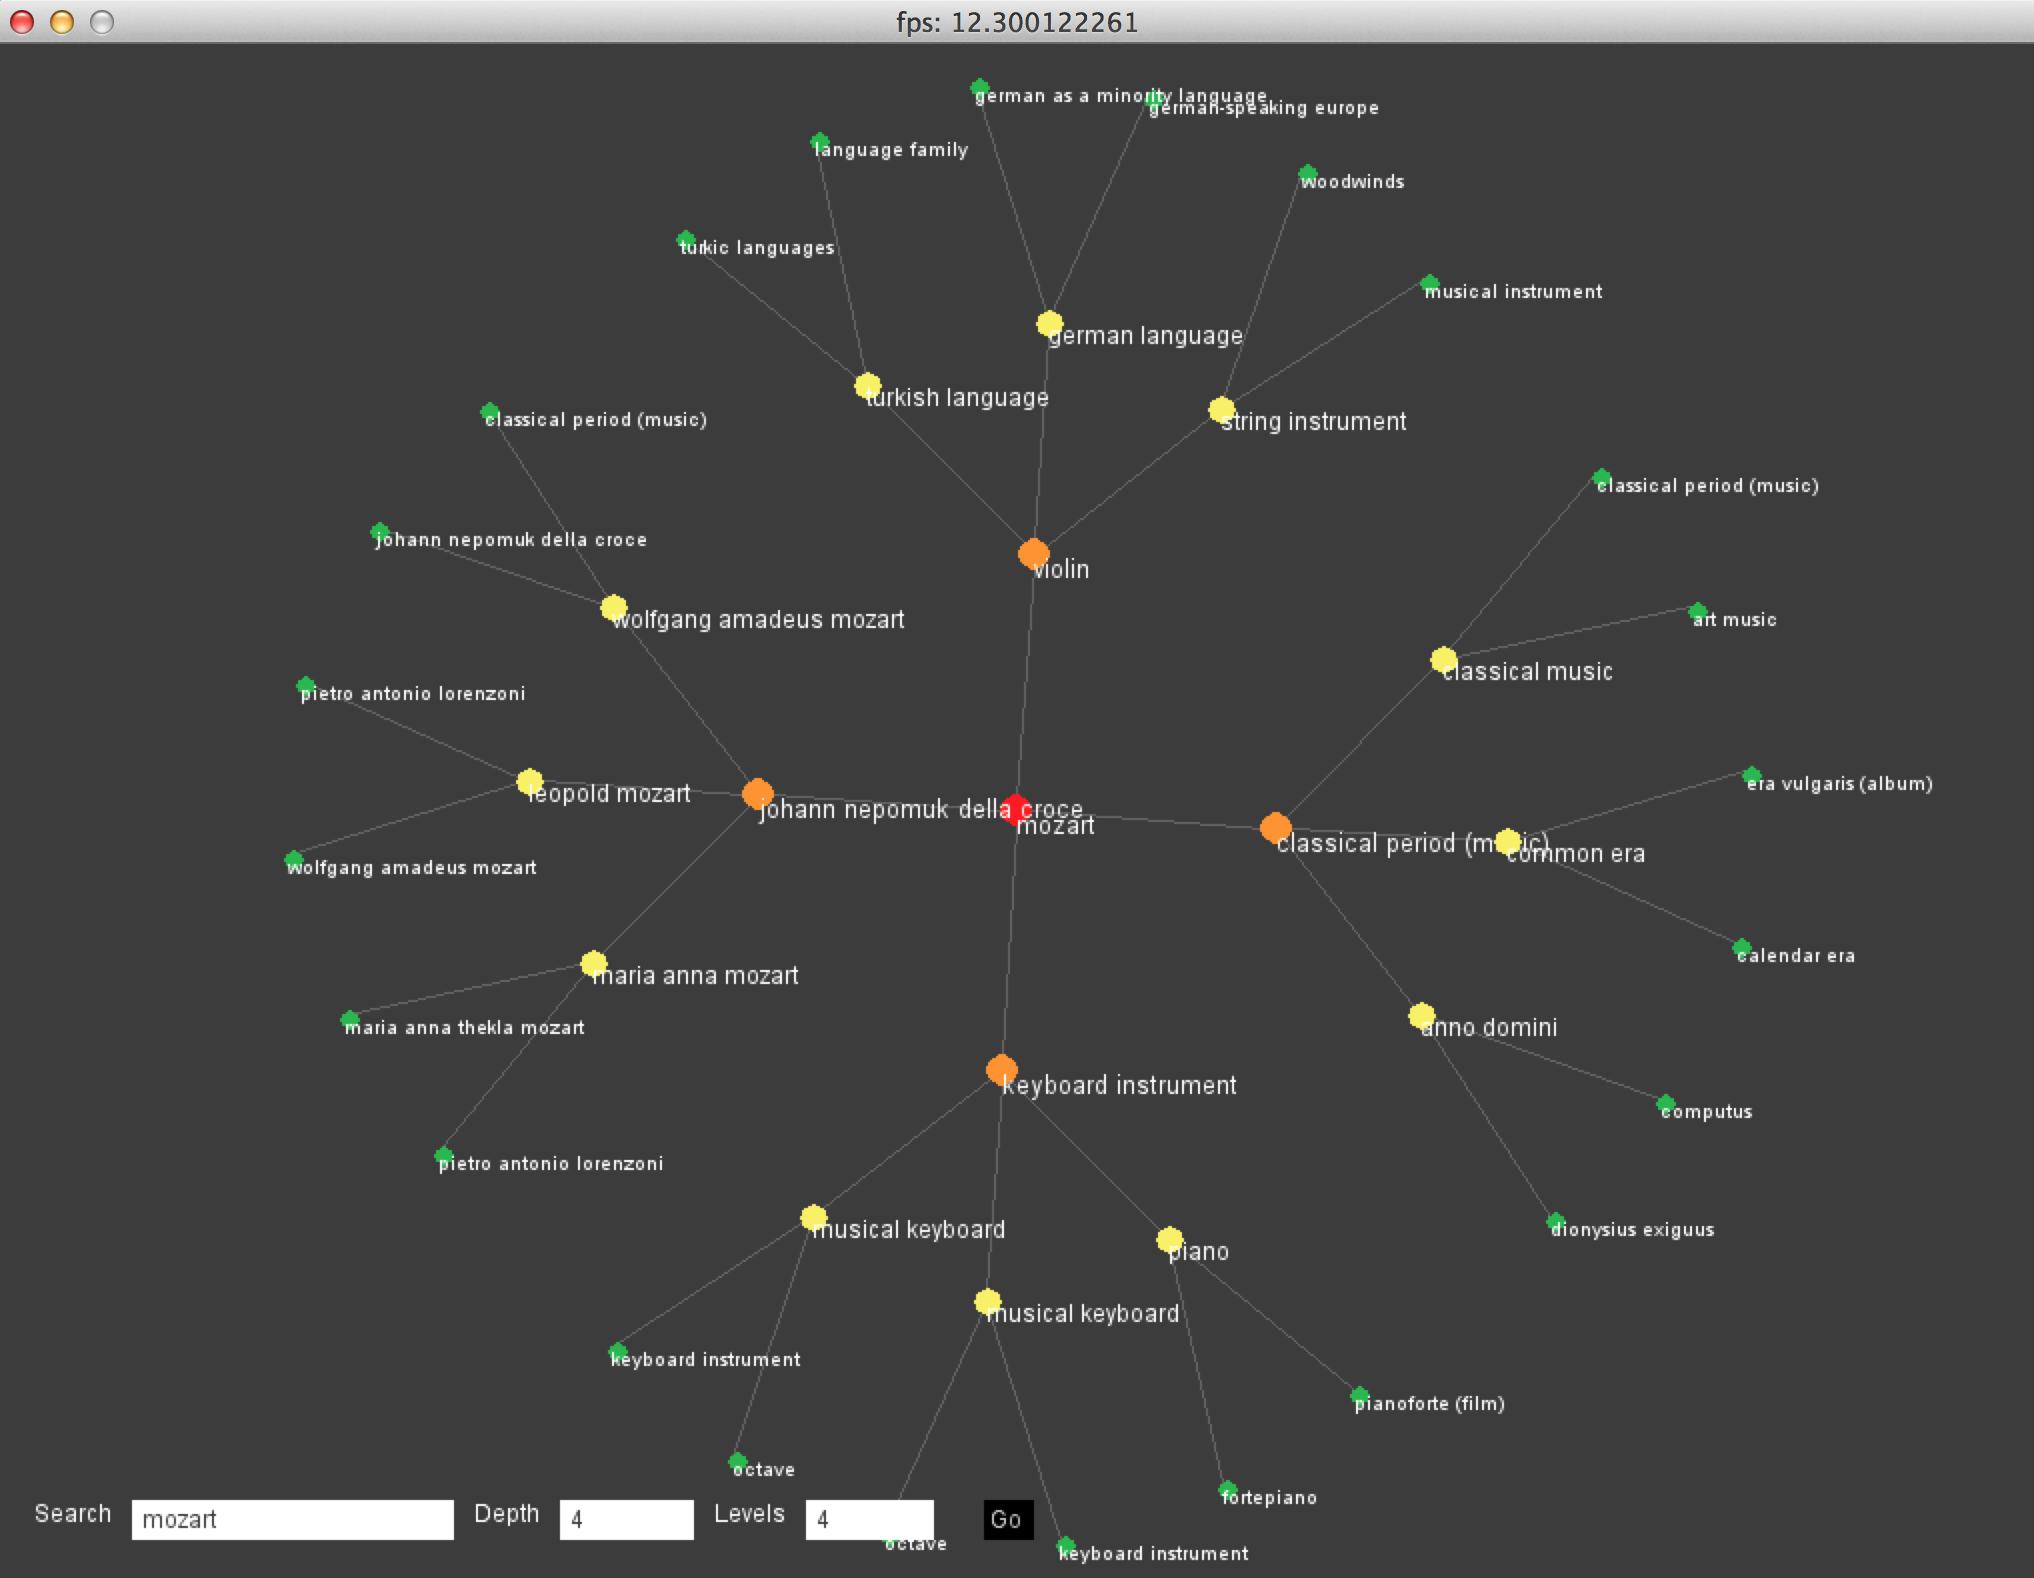 fps: 12.300122261
german as a minority language
german-speaking europe
language family
woodwinds
turkic languages
musical instrument
german language
turkish language
classical period (music)
string instrument
classical period (music)
johann nepomuk della croce
violin
wolfgang amadeus mozart
art music
classical music
pietro antonio lorenzoni
era vulgaris (album)
leopold mozart
johann nepomuk della croce
mozart
classical period (music)
common era
wolfgang amadeus mozart
calendar era
maria anna mozart
maria anna thekla mozart
anno domini
keyboard instrument
computus
pietro antonio lorenzoni
musical keyboard
dionysius exiguus
piano
musical keyboard
keyboard instrument
pianoforte (film)
octave
fortepiano
Search mozart Depth 4 Levels 4 Go
octave
keyboard instrument